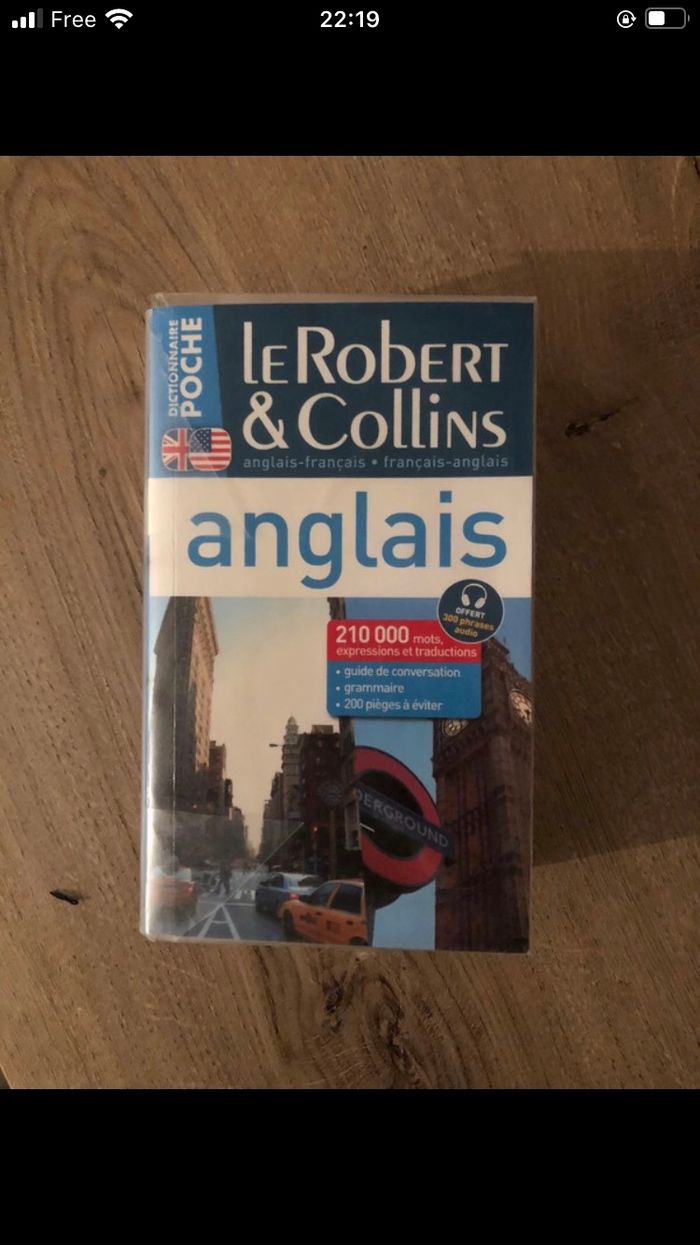 Free 22:19
DICTIONNAIRE
POCHE
LE ROBERT
& Collins
anglais-français • français-anglais
anglais
OFFERT
300 phrases
audio
210 000 mots,
expressions et traductions
• guide de conversation
• grammaire
• 200 pièges à éviter
DERGROUND